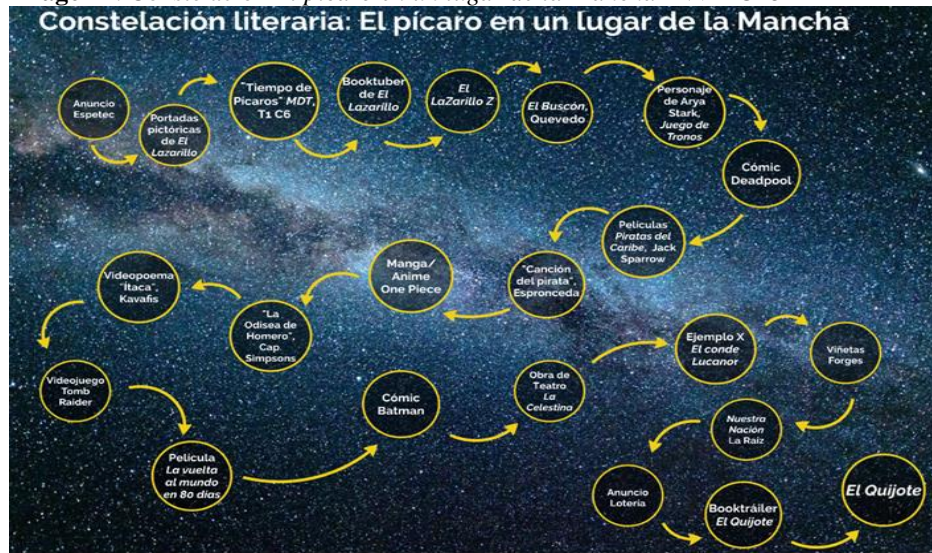 Constelación literaria: El pícaro en un lugar de la Mancha
Anuncio
Espetec
Portadas
pictóricas
de El
Lazarillo
"Tiempo de
Pícaros" MDT,
T1 C6
Booktuber
de El
Lazarillo
El
LaZarillo Z
El Buscón,
Quevedo
Personaje
de Arya
Stark,
Juego de
Tronos
Cómic
Deadpool
Películas
Piratas del
Caribe, Jack
Sparrow
"Canción
del pirata",
Espronceda
Manga/
Anime
One Piece
"La
Odisea de
Homero",
Cap.
Simpsons
Videopoema
"Ítaca",
Kavafis
Videojuego
Tomb
Raider
Película
La vuelta
al mundo
en 80 días
Cómic
Batman
Obra de
Teatro
La
Celestina
Ejemplo X
El conde
Lucanor
Viñetas
Forges
Nuestra
Nación
La Raíz
Anuncio
Lotería
Booktráiler
El Quijote
El Quijote